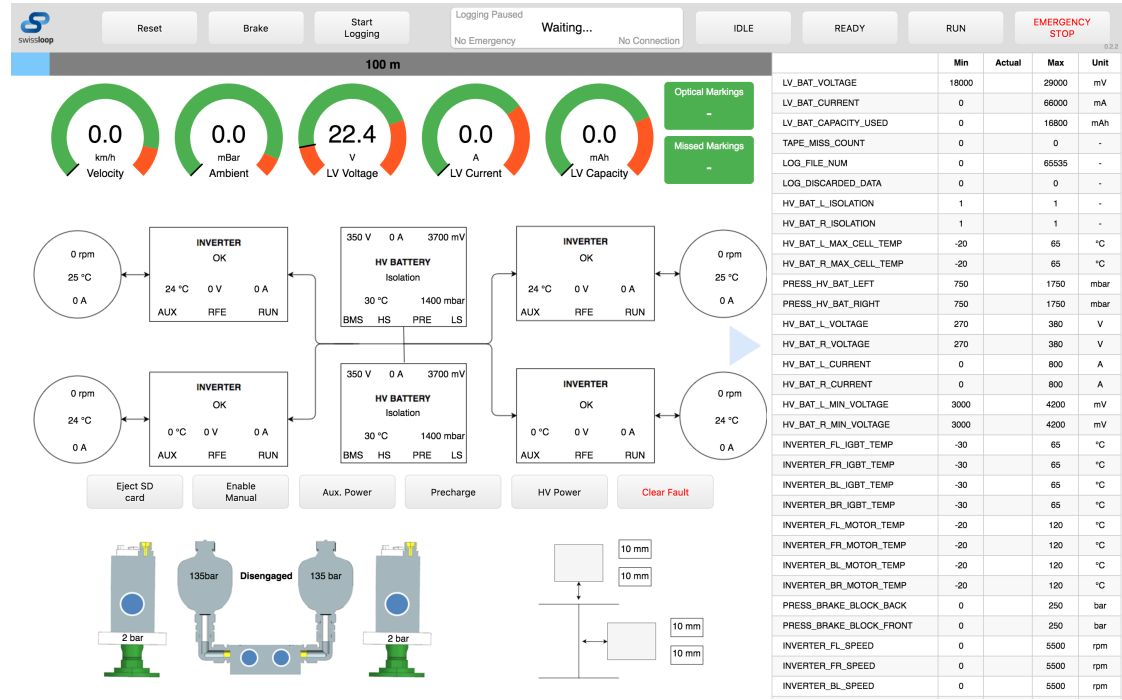 swissloop
Reset
Brake
Start
Logging
Logging Paused
Waiting...
No Emergency
No Connection
IDLE
READY
RUN
EMERGENCY
STOP
0.2.2
100 m
0.0
km/h
Velocity
0.0
mBar
Ambient
22.4
V
LV Voltage
0.0
A
LV Current
0.0
mAh
LV Capacity
Optical Markings
-
Missed Markings
-
0 rpm
25 °C
0 A
INVERTER
OK
24 °C 0 V 0 A
AUX RFE RUN
350 V 0 A 3700 mV
HV BATTERY
Isolation
30 °C 1400 mbar
BMS HS PRE LS
INVERTER
OK
24 °C 0 V 0 A
AUX RFE RUN
0 rpm
25 °C
0 A
0 rpm
24 °C
0 A
INVERTER
OK
0 °C 0 V 0 A
AUX RFE RUN
350 V 0 A 3700 mV
HV BATTERY
Isolation
30 °C 1400 mbar
BMS HS PRE LS
INVERTER
OK
0 °C 0 V 0 A
AUX RFE RUN
0 rpm
24 °C
0 A
Eject SD
card
Enable
Manual
Aux. Power
Precharge
HV Power
Clear Fault
135bar
Disengaged
135 bar
2 bar
2 bar
10 mm
10 mm
10 mm
10 mm
Min Actual Max Unit
LV_BAT_VOLTAGE 18000 29000 mV
LV_BAT_CURRENT 0 66000 mA
LV_BAT_CAPACITY_USED 0 16800 mAh
TAPE_MISS_COUNT 0 0 -
LOG_FILE_NUM 0 65535 -
LOG_DISCARDED_DATA 0 0 -
HV_BAT_L_ISOLATION 1 1 -
HV_BAT_R_ISOLATION 1 1 -
HV_BAT_L_MAX_CELL_TEMP -20 65 °C
HV_BAT_R_MAX_CELL_TEMP -20 65 °C
PRESS_HV_BAT_LEFT 750 1750 mbar
PRESS_HV_BAT_RIGHT 750 1750 mbar
HV_BAT_L_VOLTAGE 270 380 V
HV_BAT_R_VOLTAGE 270 380 V
HV_BAT_L_CURRENT 0 800 A
HV_BAT_R_CURRENT 0 800 A
HV_BAT_L_MIN_VOLTAGE 3000 4200 mV
HV_BAT_R_MIN_VOLTAGE 3000 4200 mV
INVERTER_FL_IGBT_TEMP -30 65 °C
INVERTER_FR_IGBT_TEMP -30 65 °C
INVERTER_BL_IGBT_TEMP -30 65 °C
INVERTER_BR_IGBT_TEMP -30 65 °C
INVERTER_FL_MOTOR_TEMP -20 120 °C
INVERTER_FR_MOTOR_TEMP -20 120 °C
INVERTER_BL_MOTOR_TEMP -20 120 °C
INVERTER_BR_MOTOR_TEMP -20 120 °C
PRESS_BRAKE_BLOCK_BACK 0 250 bar
PRESS_BRAKE_BLOCK_FRONT 0 250 bar
INVERTER_FL_SPEED 0 5500 rpm
INVERTER_FR_SPEED 0 5500 rpm
INVERTER_BL_SPEED 0 5500 rpm